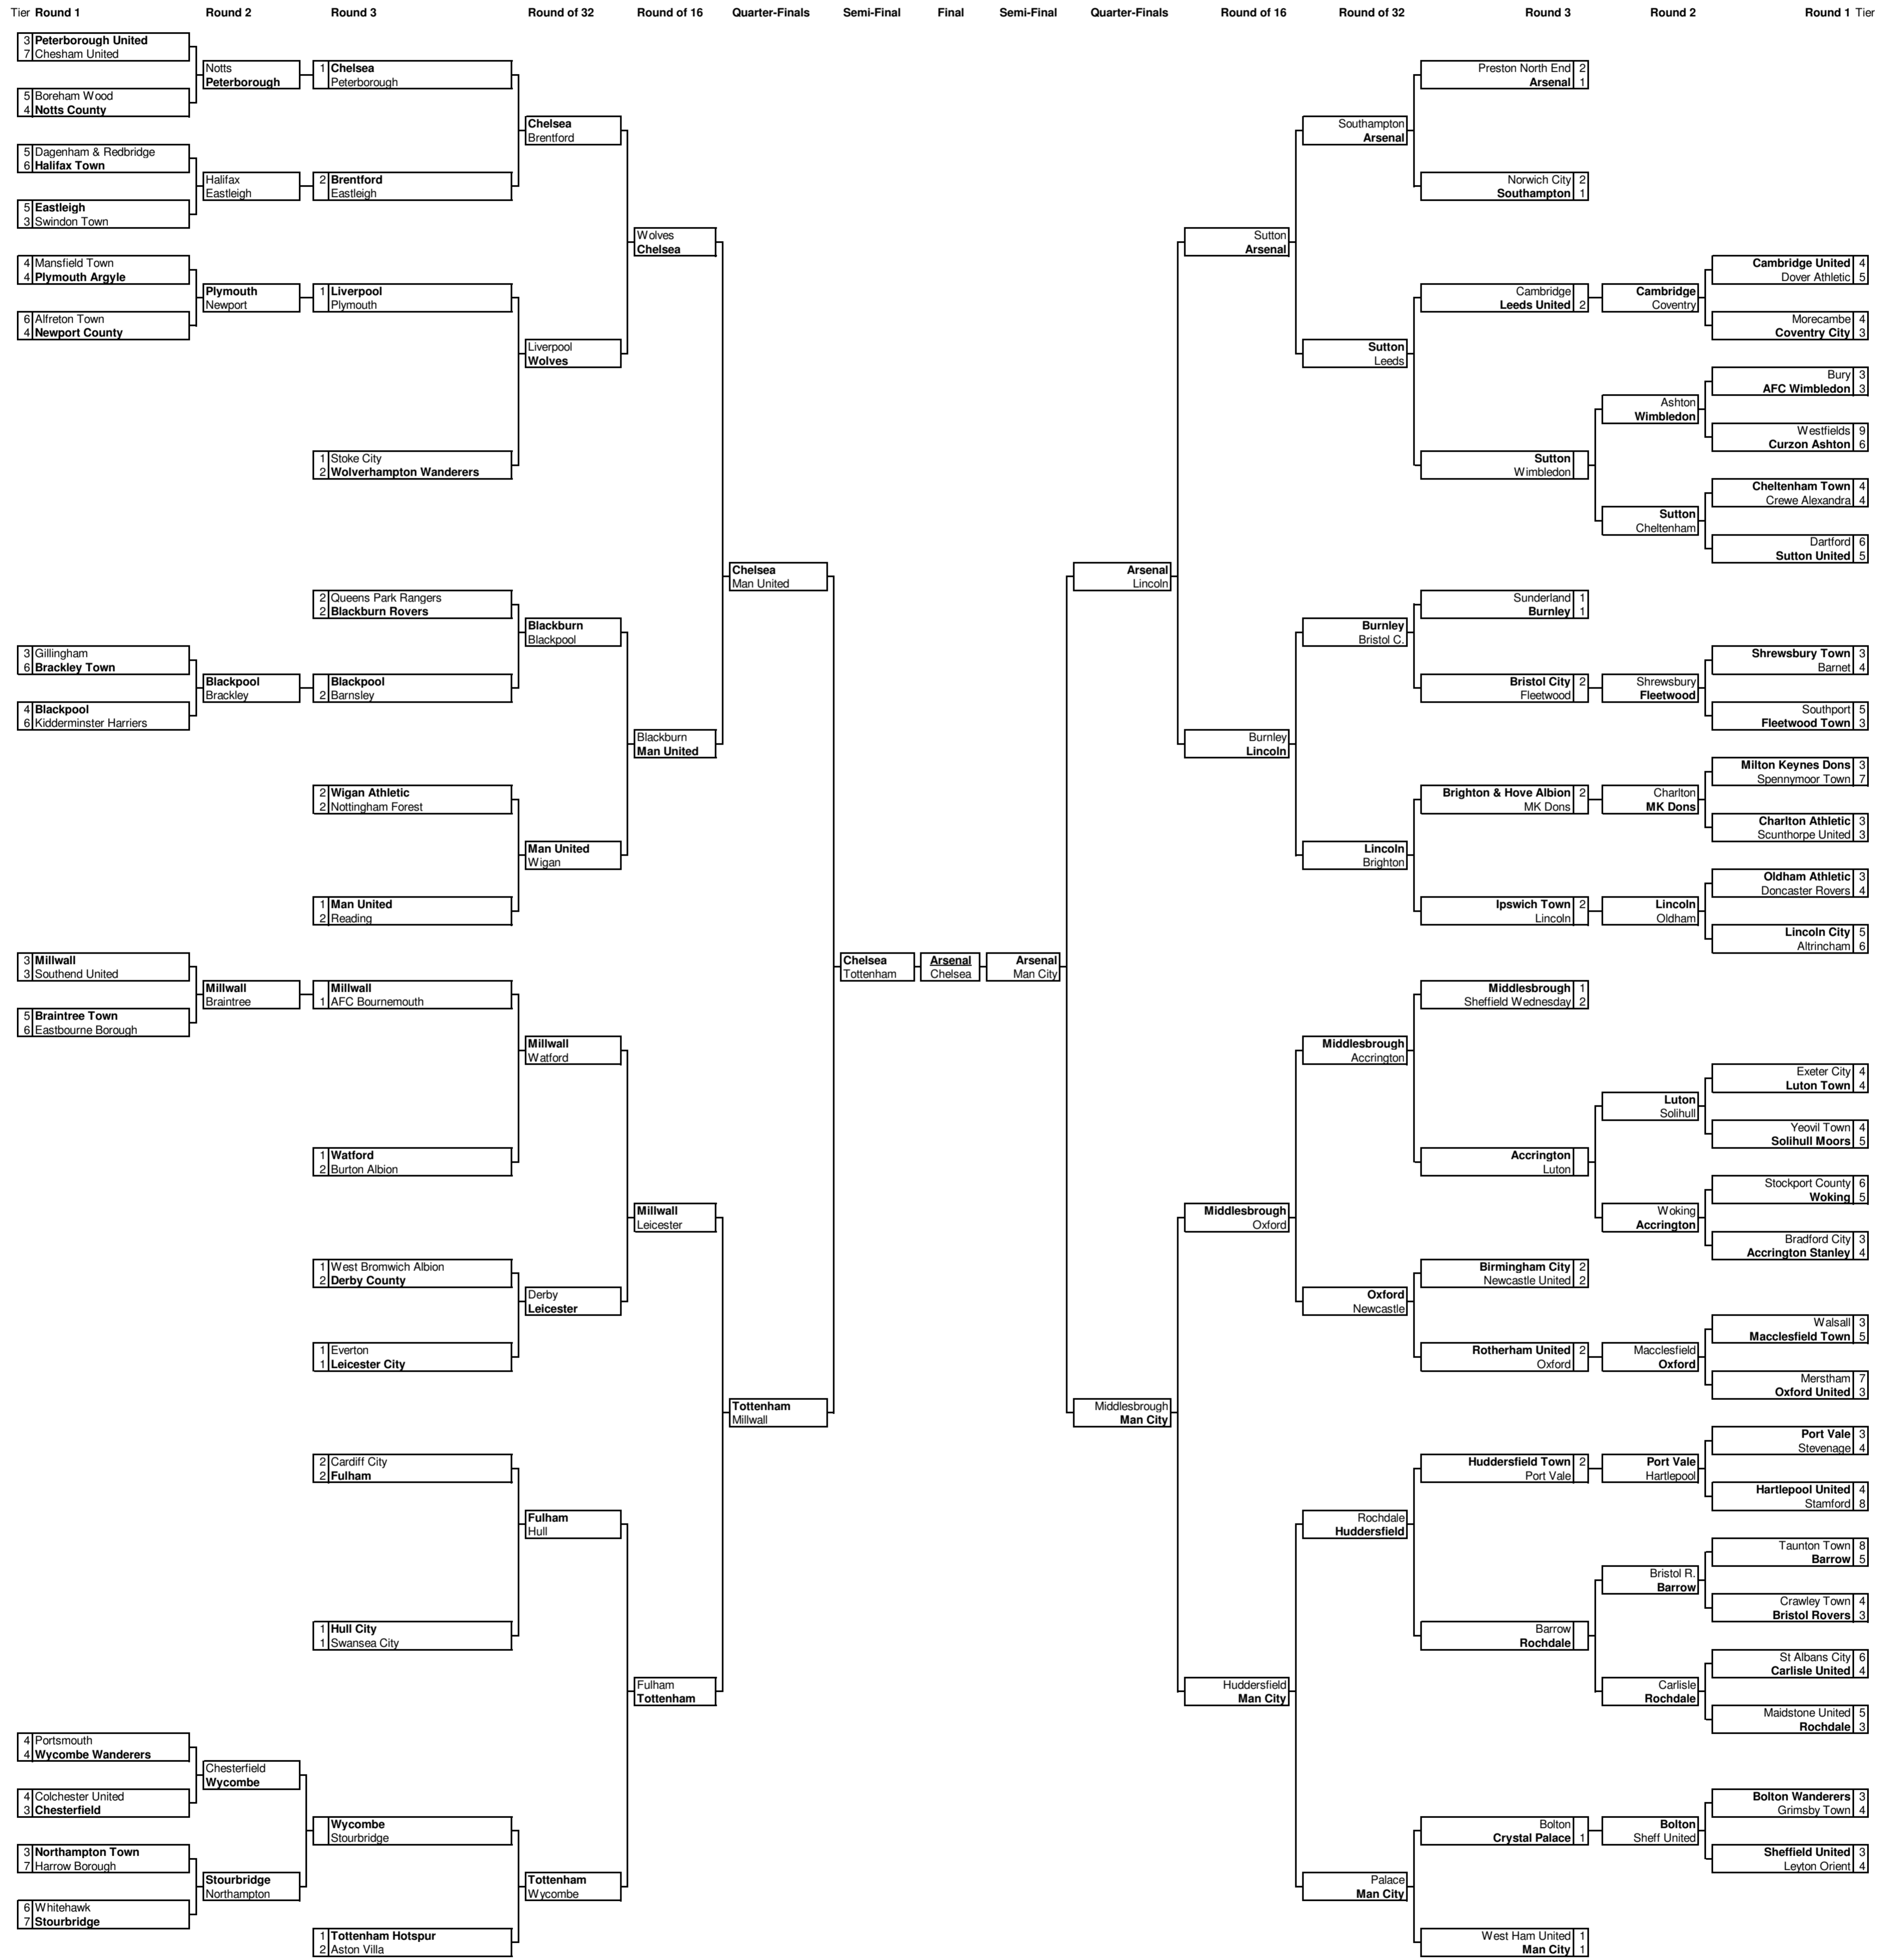 Tier Round 1 Round 2 Round 3 Round of 32 Round of 16 Quarter-Finals Semi-Final Final Semi-Final Quarter-Finals Round of 16 Round of 32 Round 3 Round 2 Round 1 Tier
3 Peterborough United
7 Chesham United
5 Boreham Wood
4 Notts County
5 Dagenham & Redbridge
6 Halifax Town
5 Eastleigh
3 Swindon Town
4 Mansfield Town
4 Plymouth Argyle
6 Alfreton Town
4 Newport County
3 Gillingham
6 Brackley Town
4 Blackpool
6 Kidderminster Harriers
3 Millwall
3 Southend United
5 Braintree Town
6 Eastbourne Borough
4 Portsmouth
4 Wycombe Wanderers
4 Colchester United
3 Chesterfield
3 Northampton Town
7 Harrow Borough
6 Whitehawk
7 Stourbridge
Notts
Peterborough
Halifax
Eastleigh
Plymouth
Newport
Blackpool
Brackley
Millwall
Braintree
Chesterfield
Wycombe
Stourbridge
Northampton
1 Chelsea
Peterborough
2 Brentford
Eastleigh
1 Liverpool
Plymouth
1 Stoke City
2 Wolverhampton Wanderers
2 Queens Park Rangers
2 Blackburn Rovers
Blackpool
2 Barnsley
2 Wigan Athletic
2 Nottingham Forest
1 Man United
2 Reading
Millwall
1 AFC Bournemouth
1 Watford
2 Burton Albion
1 West Bromwich Albion
2 Derby County
1 Everton
1 Leicester City
2 Cardiff City
2 Fulham
1 Hull City
1 Swansea City
Wycombe
Stourbridge
1 Tottenham Hotspur
2 Aston Villa
Chelsea
Brentford
Liverpool
Wolves
Blackburn
Blackpool
Man United
Wigan
Millwall
Watford
Derby
Leicester
Fulham
Hull
Tottenham
Wycombe
Wolves
Chelsea
Blackburn
Man United
Millwall
Leicester
Fulham
Tottenham
Chelsea
Man United
Tottenham
Millwall
Chelsea
Tottenham
Arsenal
Chelsea
Arsenal
Man City
Arsenal
Lincoln
Middlesbrough
Man City
Sutton
Arsenal
Burnley
Lincoln
Middlesbrough
Oxford
Huddersfield
Man City
Southampton
Arsenal
Sutton
Leeds
Burnley
Bristol C.
Lincoln
Brighton
Middlesbrough
Accrington
Oxford
Newcastle
Rochdale
Huddersfield
Palace
Man City
Preston North End 2
Arsenal 1
Norwich City 2
Southampton 1
Cambridge
Leeds United 2
Sutton
Wimbledon
Sunderland 1
Burnley 1
Bristol City 2
Fleetwood
Brighton & Hove Albion 2
MK Dons
Ipswich Town 2
Lincoln
Middlesbrough 1
Sheffield Wednesday 2
Accrington
Luton
Birmingham City 2
Newcastle United 2
Rotherham United 2
Oxford
Huddersfield Town 2
Port Vale
Barrow
Rochdale
Bolton
Crystal Palace 1
West Ham United 1
Man City 1
Cambridge
Coventry
Ashton
Wimbledon
Sutton
Cheltenham
Shrewsbury
Fleetwood
Charlton
MK Dons
Lincoln
Oldham
Luton
Solihull
Woking
Accrington
Macclesfield
Oxford
Port Vale
Hartlepool
Bristol R.
Barrow
Carlisle
Rochdale
Bolton
Sheff United
Cambridge United 4
Dover Athletic 5
Morecambe 4
Coventry City 3
Bury 3
AFC Wimbledon 3
Westfields 9
Curzon Ashton 6
Cheltenham Town 4
Crewe Alexandra 4
Dartford 6
Sutton United 5
Shrewsbury Town 3
Barnet 4
Southport 5
Fleetwood Town 3
Milton Keynes Dons 3
Spennymoor Town 7
Charlton Athletic 3
Scunthorpe United 3
Oldham Athletic 3
Doncaster Rovers 4
Lincoln City 5
Altrincham 6
Exeter City 4
Luton Town 4
Yeovil Town 4
Solihull Moors 5
Stockport County 6
Woking 5
Bradford City 3
Accrington Stanley 4
Walsall 3
Macclesfield Town 5
Merstham 7
Oxford United 3
Port Vale 3
Stevenage 4
Hartlepool United 4
Stamford 8
Taunton Town 8
Barrow 5
Crawley Town 4
Bristol Rovers 3
St Albans City 6
Carlisle United 4
Maidstone United 5
Rochdale 3
Bolton Wanderers 3
Grimsby Town 4
Sheffield United 3
Leyton Orient 4